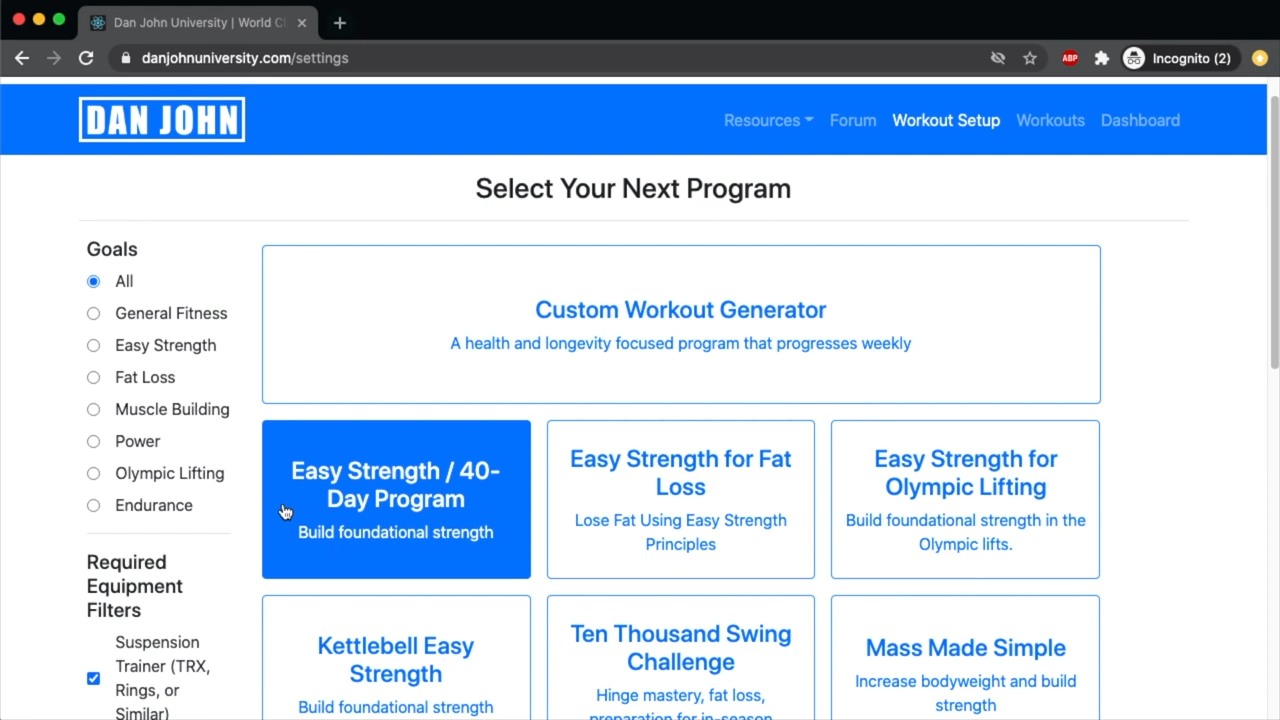 Dan John University | World Cl
danjohnuniversity.com/settings
ABP
Incognito (2)
DAN JOHN
Resources
Forum
Workout Setup
Workouts
Dashboard
Select Your Next Program
Goals
All
General Fitness
Easy Strength
Fat Loss
Muscle Building
Power
Olympic Lifting
Endurance
Required
Equipment
Filters
Suspension
Trainer (TRX,
Rings, or
Similar)
Custom Workout Generator
A health and longevity focused program that progresses weekly
Easy Strength / 40-
Day Program
Build foundational strength
Easy Strength for Fat
Loss
Lose Fat Using Easy Strength
Principles
Easy Strength for
Olympic Lifting
Build foundational strength in the
Olympic lifts.
Kettlebell Easy
Strength
Build foundational strength
Ten Thousand Swing
Challenge
Hinge mastery, fat loss,
preparation for in-season
Mass Made Simple
Increase bodyweight and build
strength